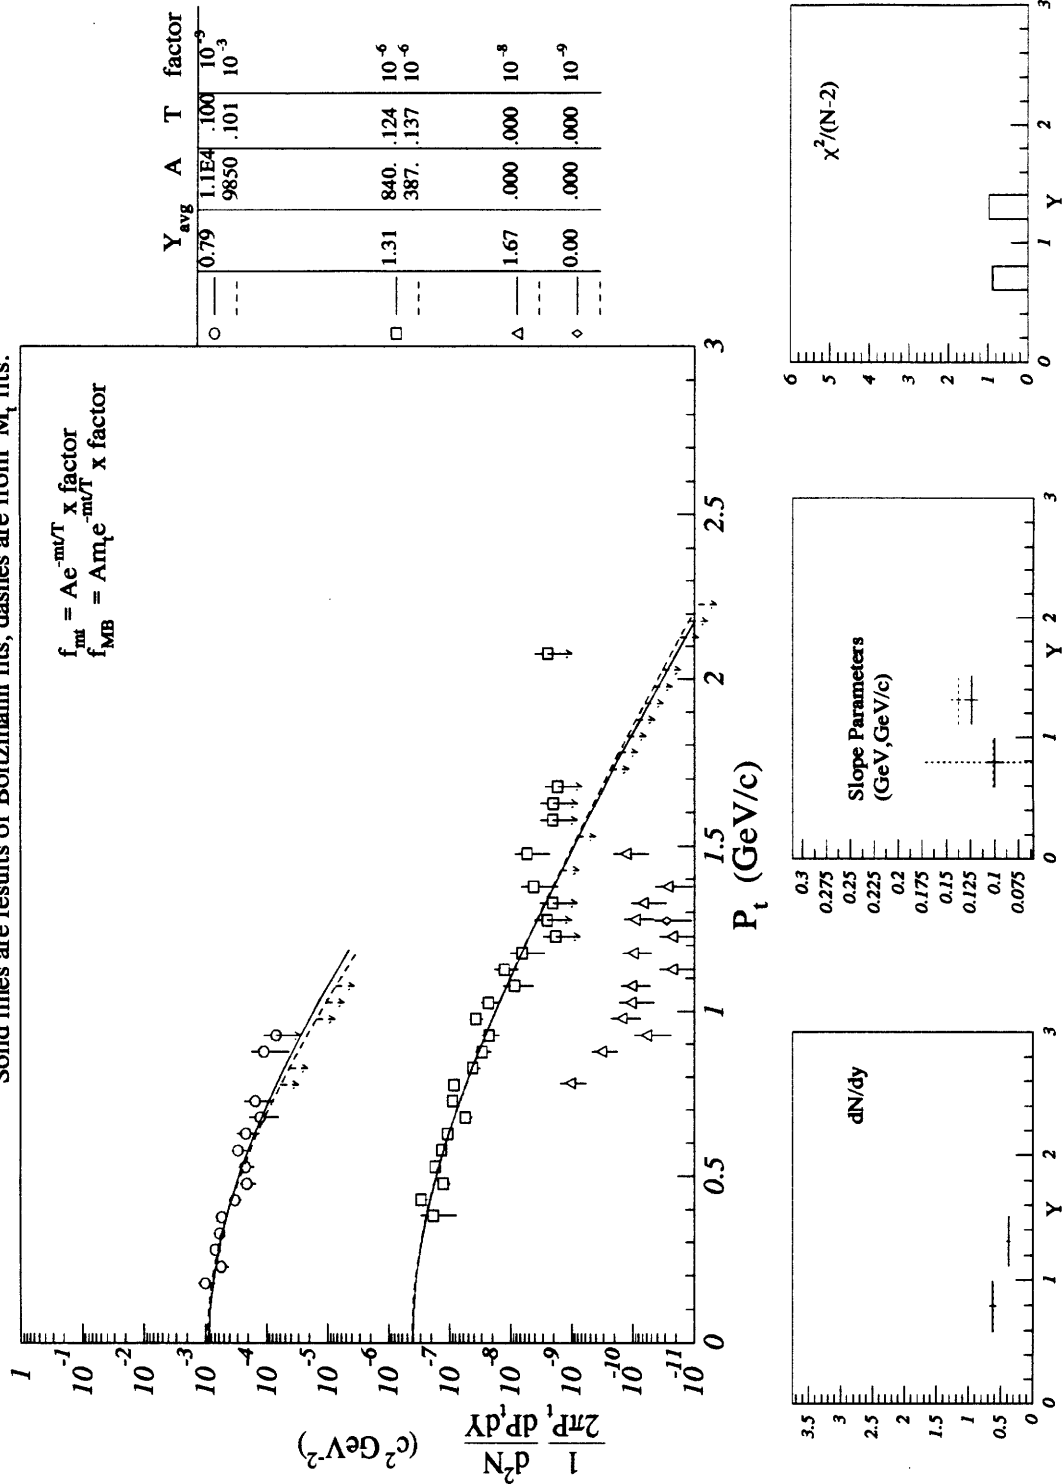 Solid lines are results of Boltzmann fits, dashes are from M_t fits.
f_mt = Ae^-mt/T x factor
f_MB = Am_t e^-mt/T x factor
Y_avg A T factor
0.79 1.1E4 .100 10^-3
9850 .101 10^-3
1.31 840. .124 10^-6
387. .137 10^-6
1.67 .000 .000 10^-8
0.00 .000 .000 10^-9
1
10^-1
10^-2
10^-3
10^-4
10^-5
10^-6
10^-7
10^-8
10^-9
10^-10
10^-11
1/2πP_t d^2N/dP_t dY (c^2 GeV^-2)
0 0.5 1 1.5 2 2.5 3
P_t (GeV/c)
dN/dy
3.5
3
2.5
2
1.5
1
0.5
0
0 1 2 3
Y
Slope Parameters
(GeV,GeV/c)
0.3
0.275
0.25
0.225
0.2
0.175
0.15
0.125
0.1
0.075
0 1 2 3
Y
χ^2/(N-2)
6
5
4
3
2
1
0
0 1 2 3
Y